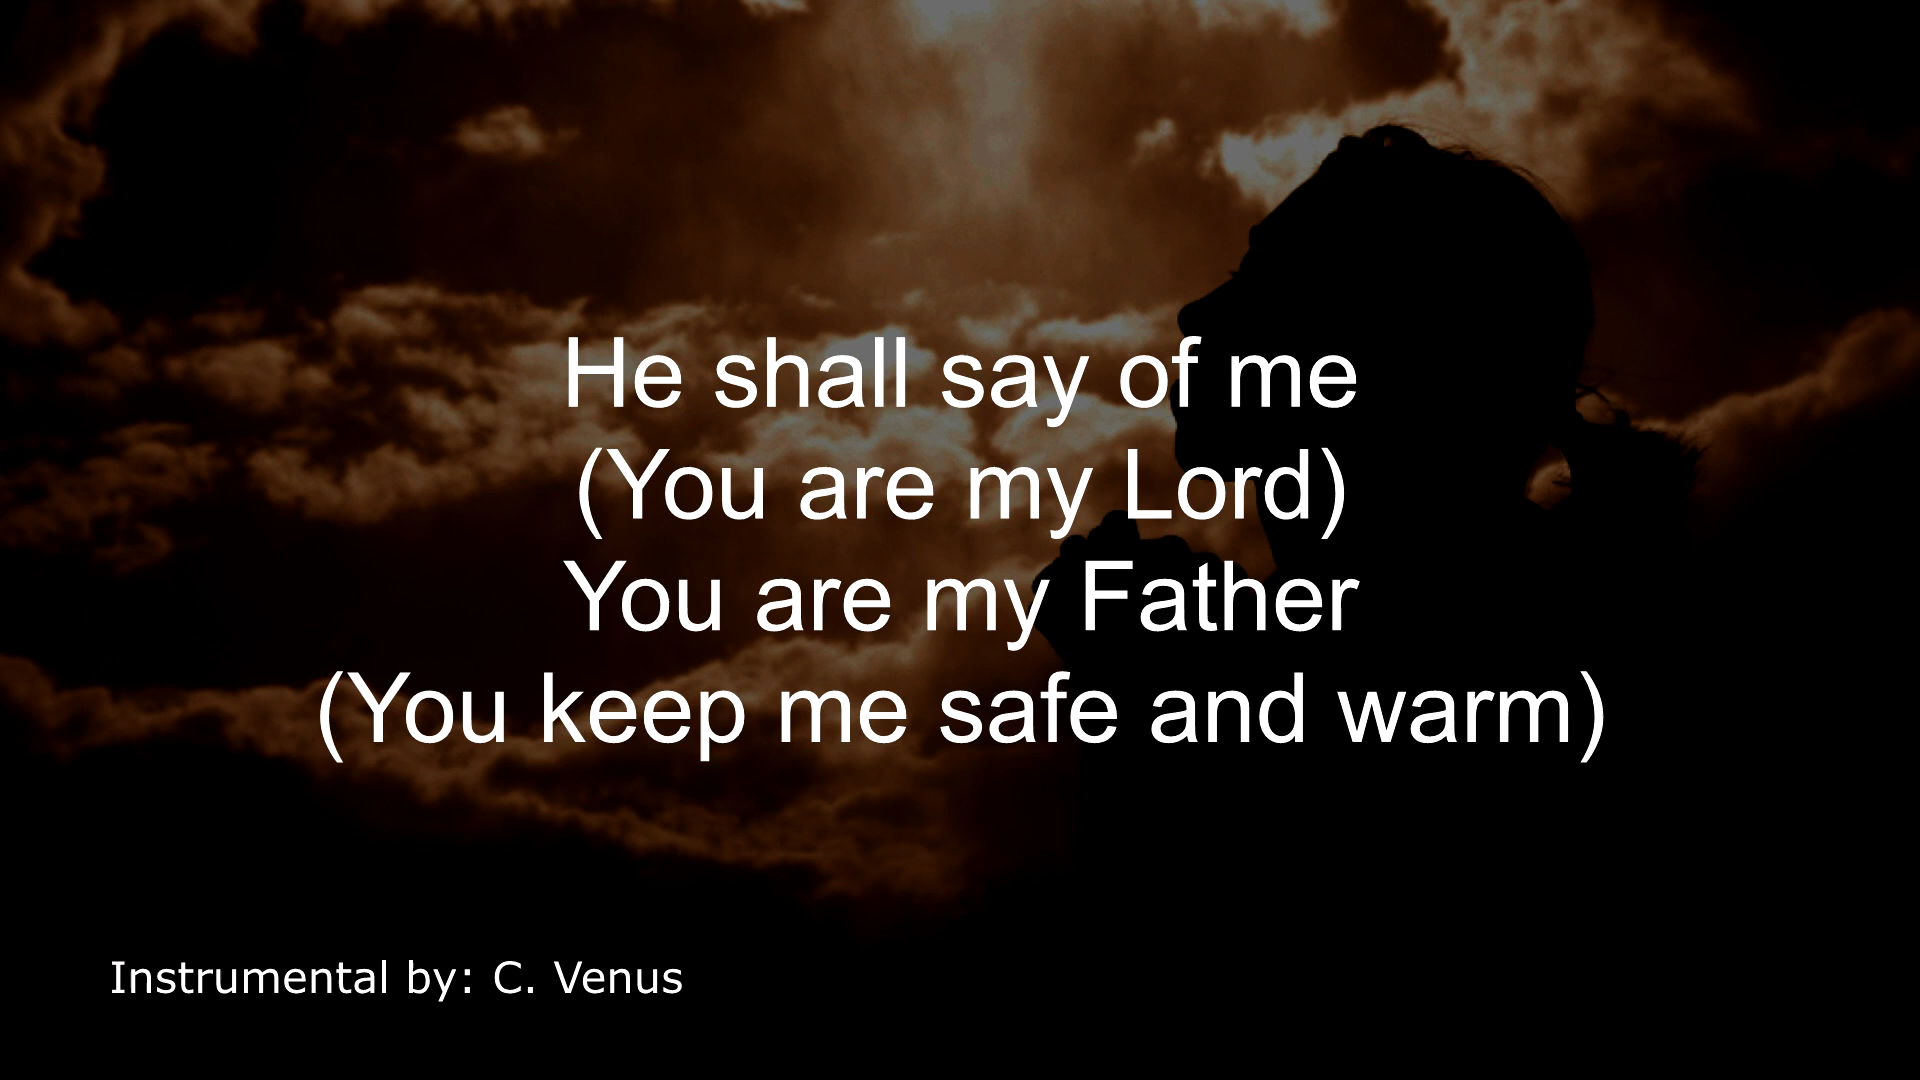 He shall say of me
(You are my Lord)
You are my Father
(You keep me safe and warm)
Instrumental by: C. Venus